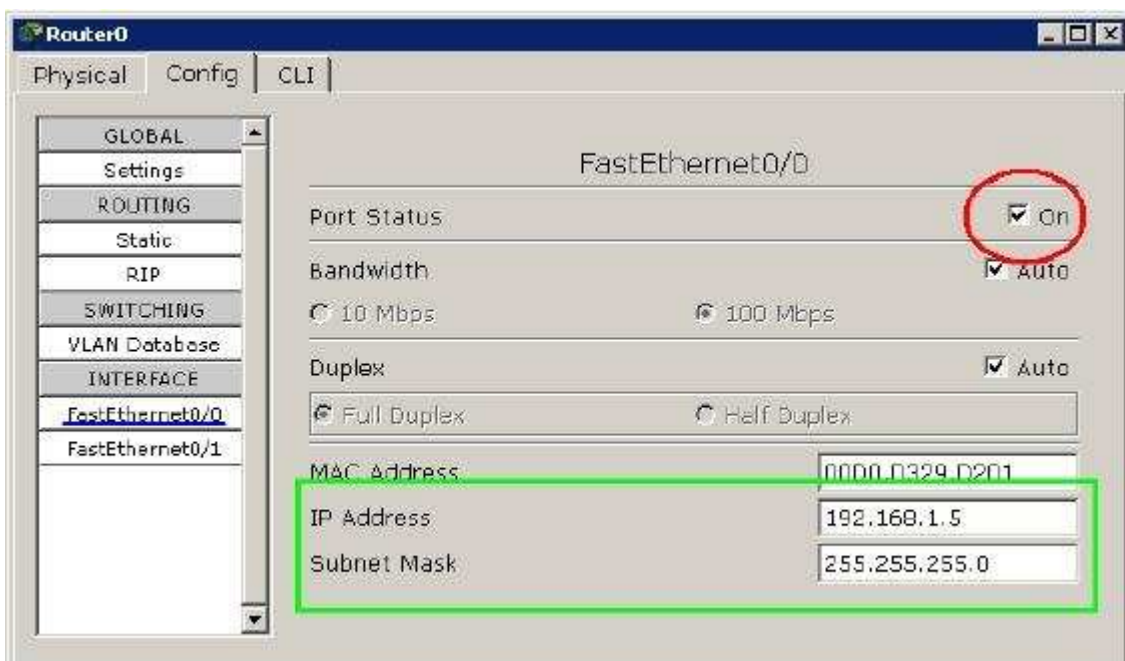 Router0
Physical Config CLI
GLOBAL
Settings
ROUTING
Static
RIP
SWITCHING
VLAN Database
INTERFACE
FastEthernet0/0
FastEthernet0/1
FastEthernet0/0
Port Status On
Bandwidth Auto
10 Mbps 100 Mbps
Duplex Auto
Full Duplex Half Duplex
MAC Address 00D0.D329.D201
IP Address 192.168.1.5
Subnet Mask 255.255.255.0